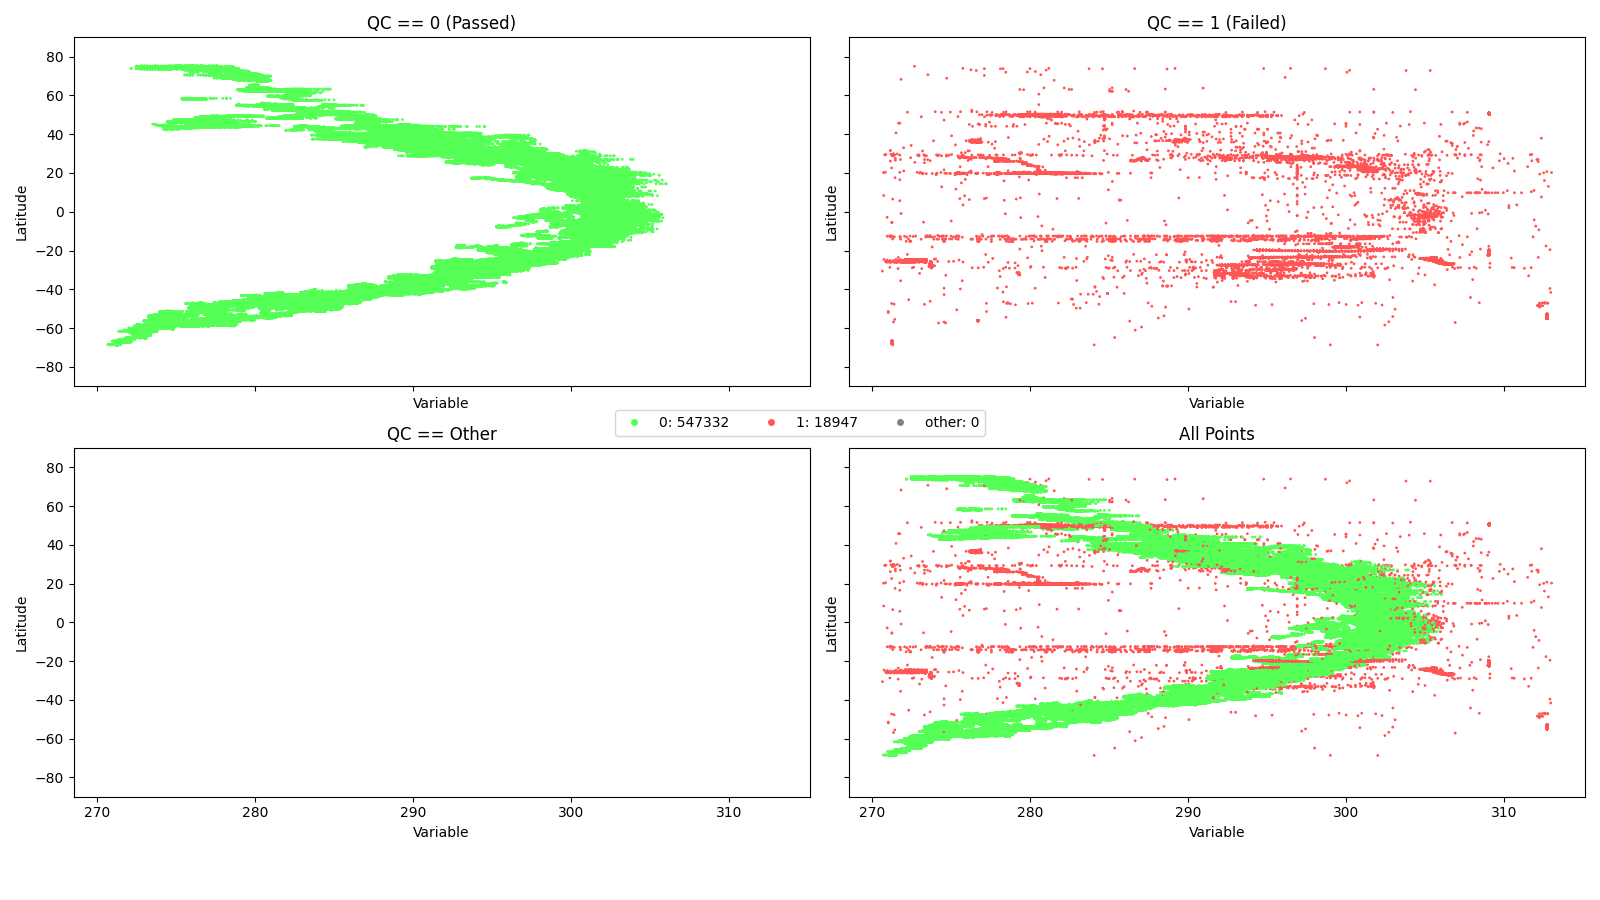 QC == 0 (Passed)
QC == 1 (Failed)
80
60
40
20
0
−20
−40
−60
−80
Latitude
Latitude
Variable
Variable
0: 547332 1: 18947 other: 0
QC == Other
All Points
80
60
40
20
0
−20
−40
−60
−80
Latitude
Latitude
270 280 290 300 310
270 280 290 300 310
Variable
Variable